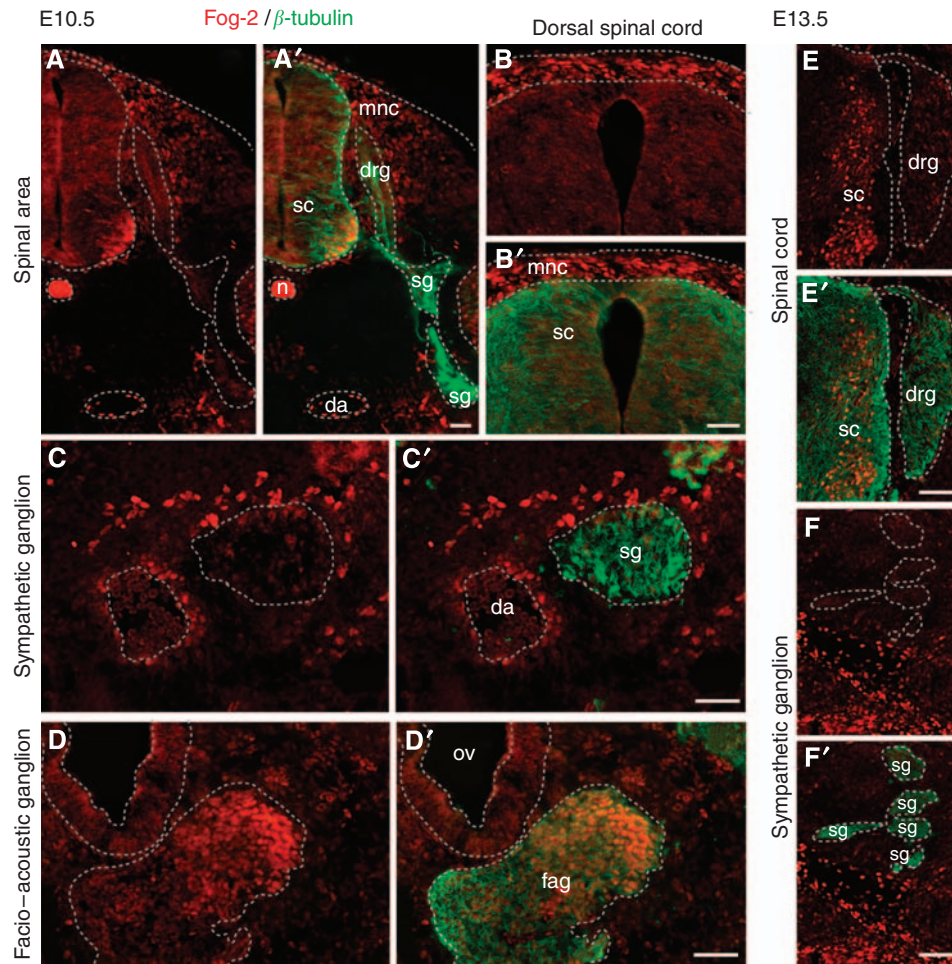 E10.5
Fog-2 / β-tubulin
E13.5
Dorsal spinal cord
Spinal area
A
A′
mnc
drg
sc
n
sg
sg
da
B
B′
mnc
sc
Spinal cord
E
sc
drg
E′
sc
drg
Sympathetic ganglion
C
C′
sg
da
Facio–acoustic ganglion
D
D′
ov
fag
Sympathetic ganglion
F
F′
sg
sg
sg
sg
sg